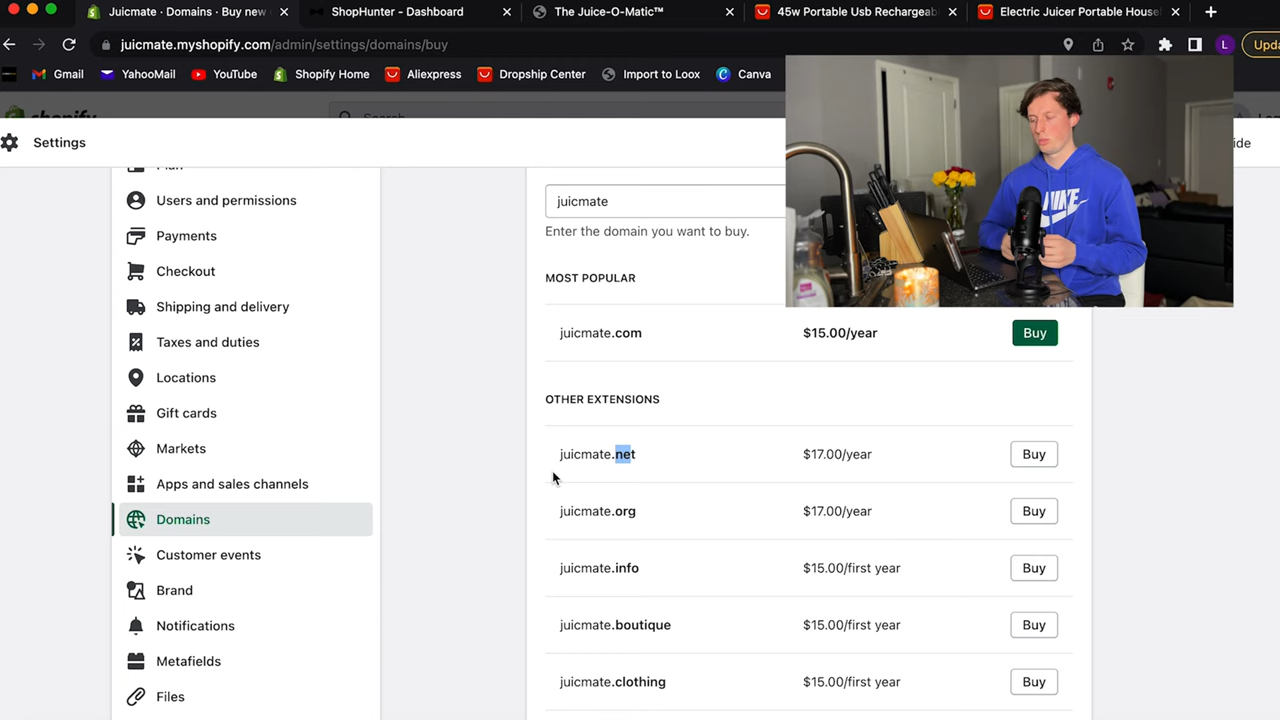 Juicmate · Domains · Buy new
ShopHunter - Dashboard
The Juice-O-Matic™
45w Portable Usb Rechargeab
Electric Juicer Portable House
juicmate.myshopify.com/admin/settings/domains/buy
L
Upda
Gmail
YahooMail
YouTube
Shopify Home
Aliexpress
Dropship Center
Import to Loox
Canva
shopify
Search
Settings
ide
Plan
Users and permissions
Payments
Checkout
Shipping and delivery
Taxes and duties
Locations
Gift cards
Markets
Apps and sales channels
Domains
Customer events
Brand
Notifications
Metafields
Files
juicmate
Enter the domain you want to buy.
MOST POPULAR
juicmate.com $15.00/year Buy
OTHER EXTENSIONS
juicmate.net $17.00/year Buy
juicmate.org $17.00/year Buy
juicmate.info $15.00/first year Buy
juicmate.boutique $15.00/first year Buy
juicmate.clothing $15.00/first year Buy
NIKE